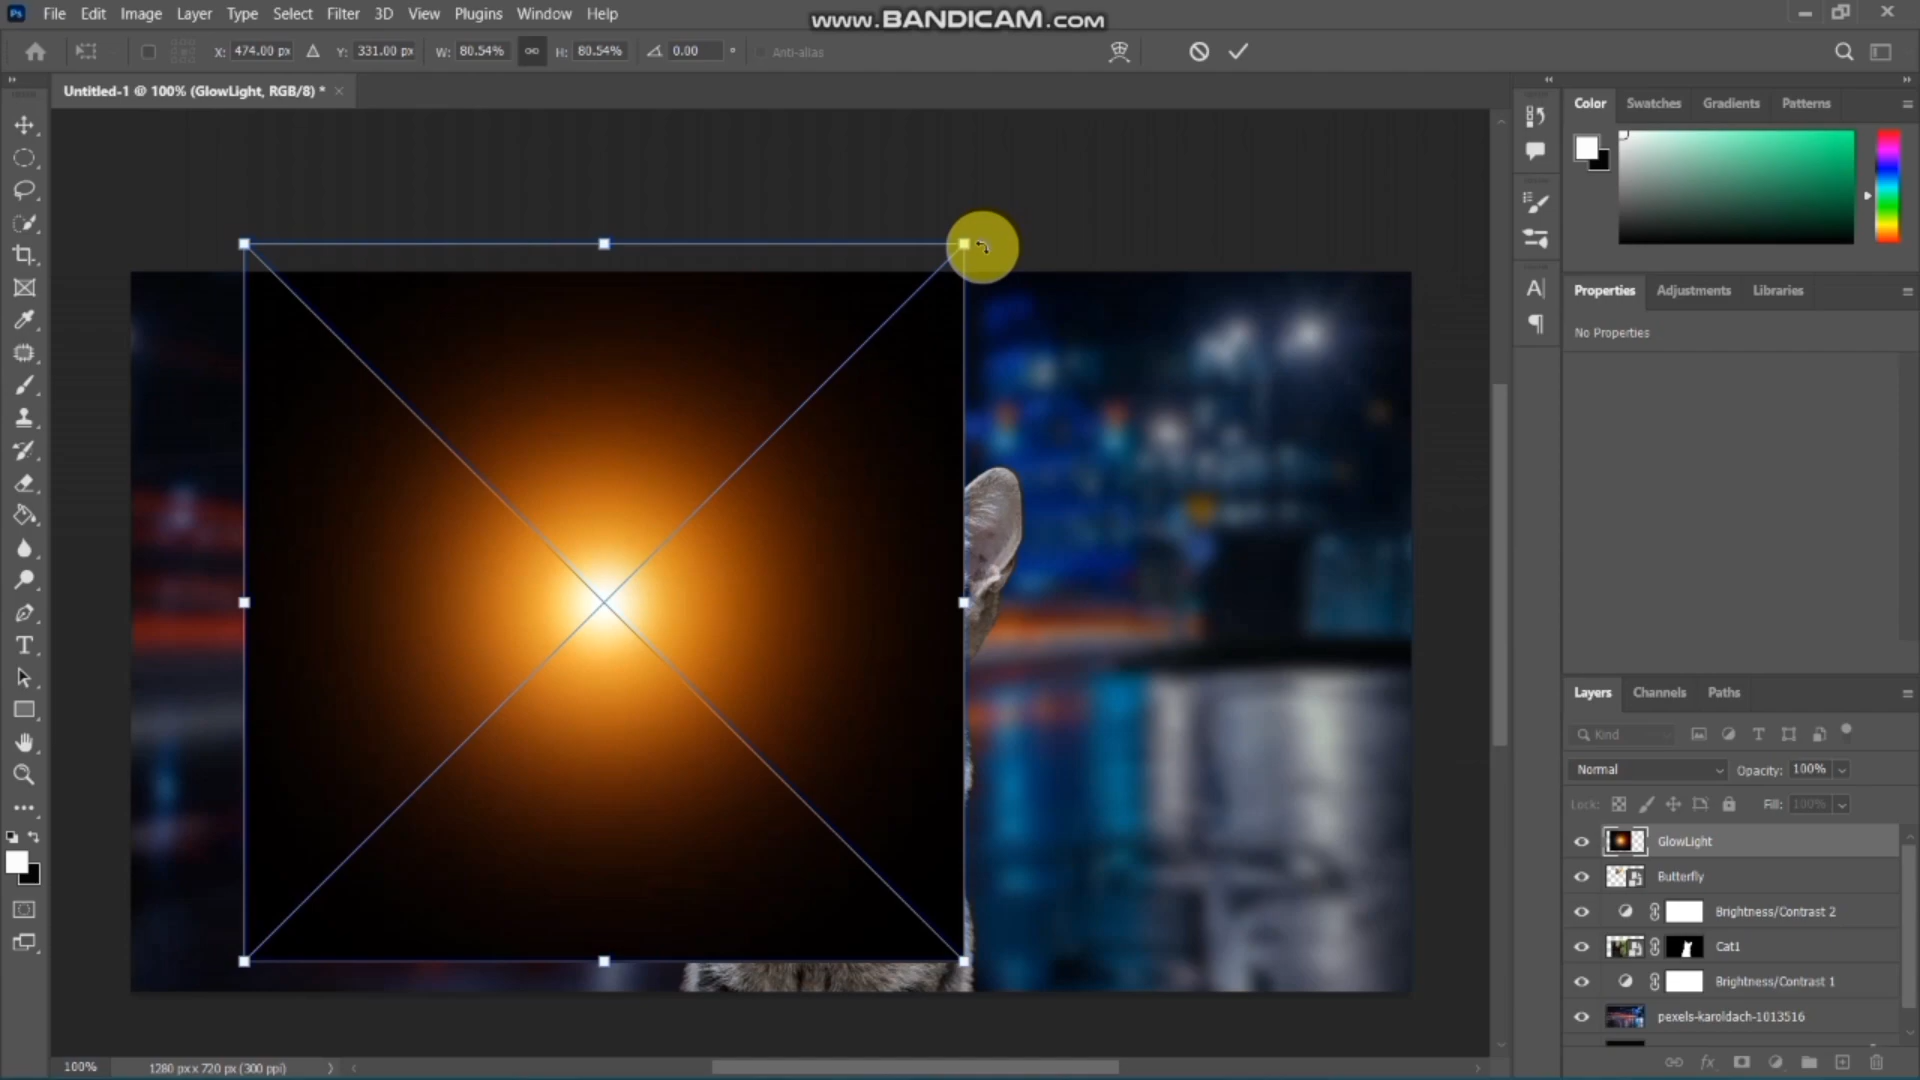 Ps File Edit Image Layer Type Select Filter 3D View Plugins Window Help
www.BANDICAM.com
X: 474.00 px Y: 331.00 px W: 80.54% H: 80.54% 0.00 ° Anti-alias
Untitled-1 @ 100% (GlowLight, RGB/8) * ×
Color Swatches Gradients Patterns
Properties Adjustments Libraries
No Properties
Layers Channels Paths
Kind
Normal Opacity: 100%
Lock: Fill: 100%
GlowLight
Butterfly
Brightness/Contrast 2
Cat1
Brightness/Contrast 1
pexels-karoldach-1013516
100% 1280 px x 720 px (300 ppi)